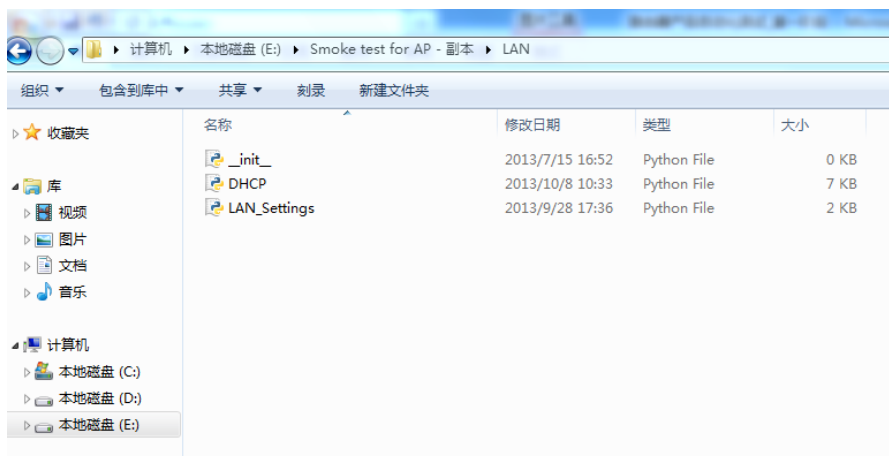 计算机 本地磁盘 (E:) Smoke test for AP - 副本 LAN
组织 包含到库中 共享 刻录 新建文件夹
名称 修改日期 类型 大小
收藏夹
__init__ 2013/7/15 16:52 Python File 0 KB
DHCP 2013/10/8 10:33 Python File 7 KB
库
LAN_Settings 2013/9/28 17:36 Python File 2 KB
视频
图片
文档
音乐
计算机
本地磁盘 (C:)
本地磁盘 (D:)
本地磁盘 (E:)